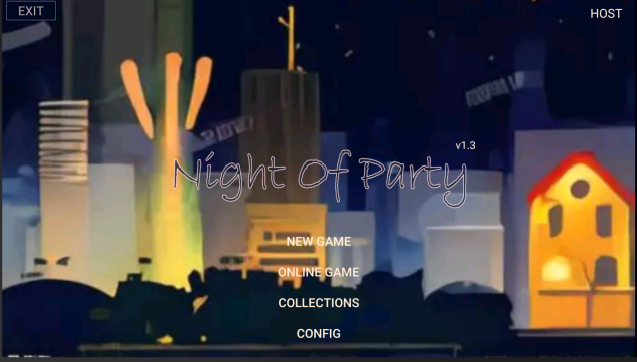 EXIT
HOST
v1.3
Night Of Party
NEW GAME
ONLINE GAME
COLLECTIONS
CONFIG